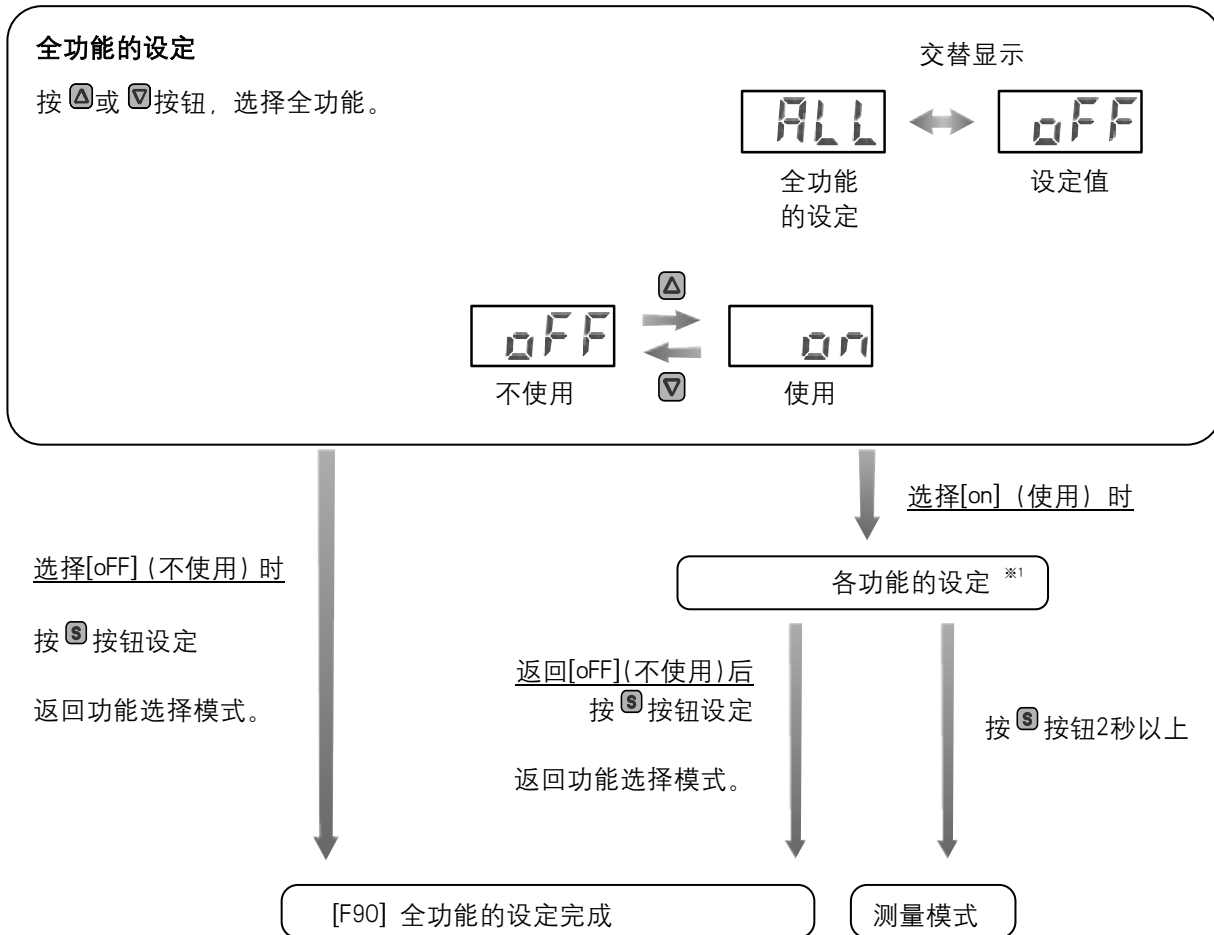 全功能的设定
交替显示
按 △ 或 ▽ 按钮，选择全功能。
ALL
oFF
全功能
的设定
设定值
△
oFF
on
▽
不使用
使用
选择[on]（使用）时
选择[oFF]（不使用）时
各功能的设定 ※1
按 S 按钮设定
返回[oFF](不使用)后
按 S 按钮设定
返回功能选择模式。
按 S 按钮2秒以上
返回功能选择模式。
[F90] 全功能的设定完成
测量模式